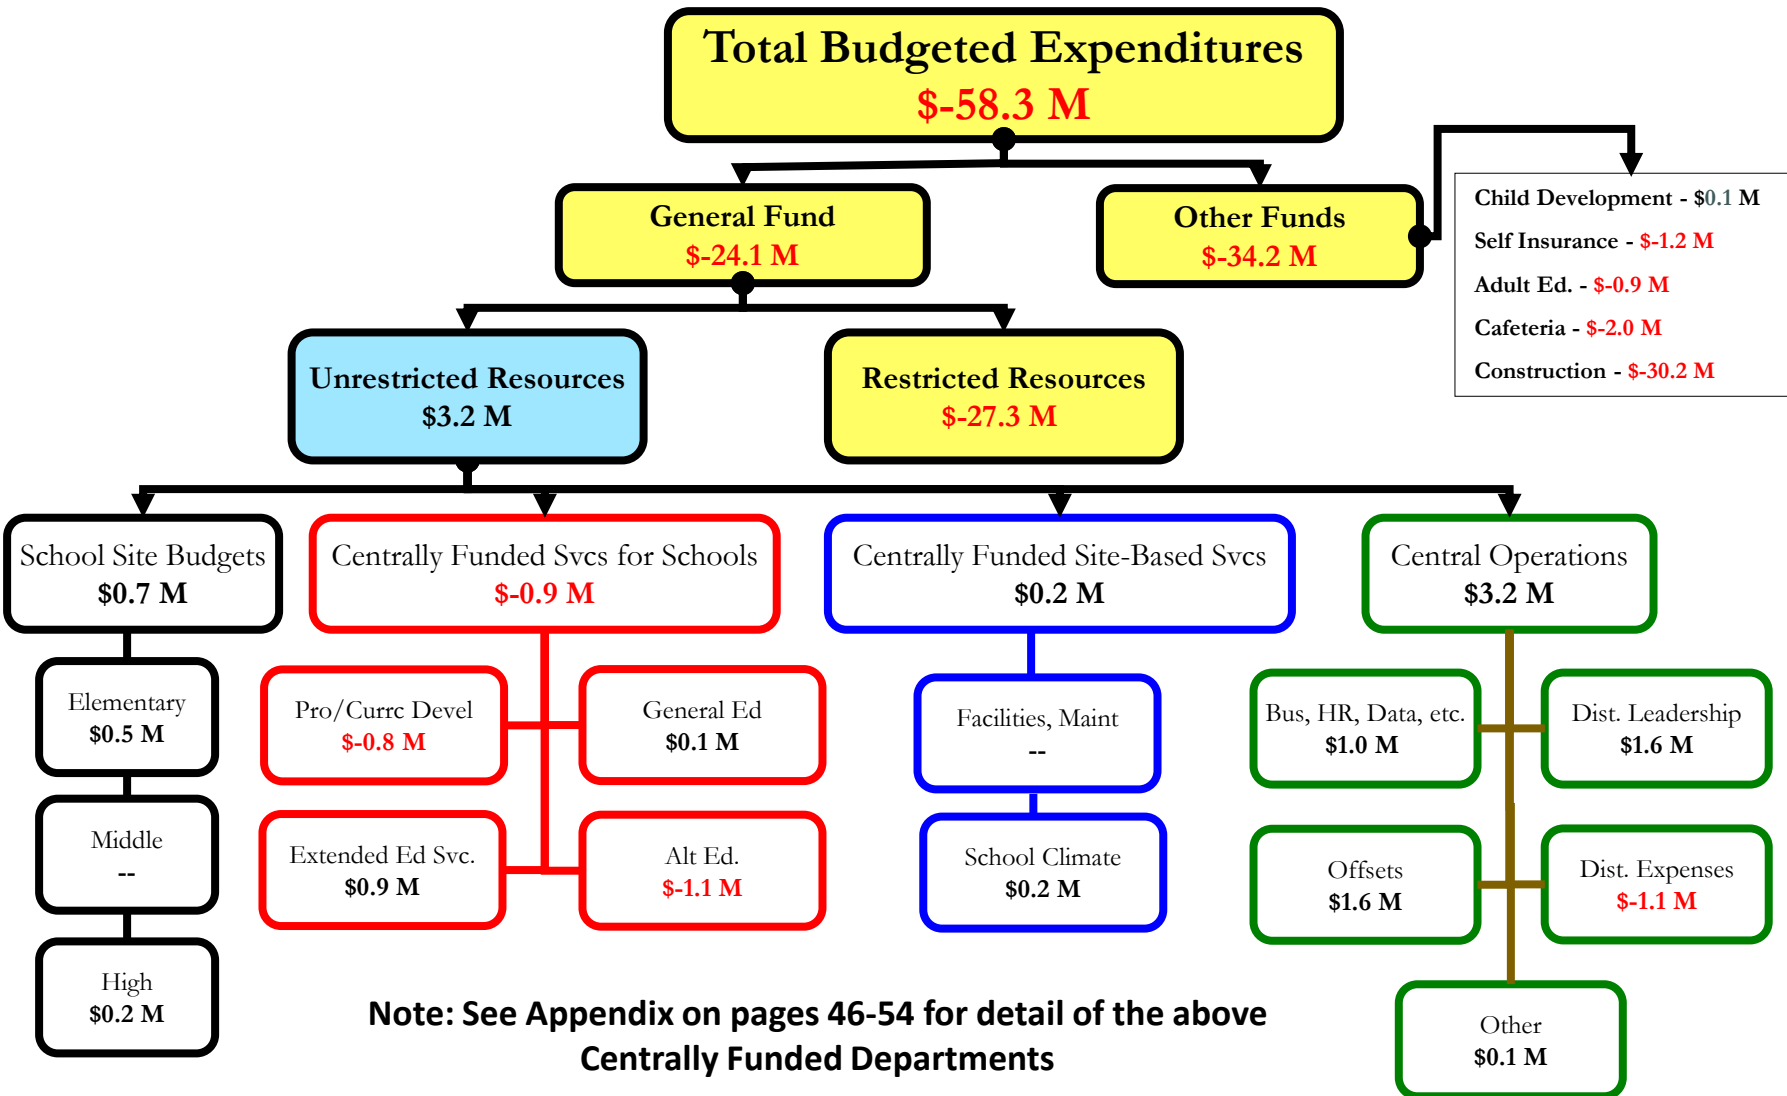 Total Budgeted Expenditures
$-58.3 M
General Fund
$-24.1 M
Other Funds
$-34.2 M
Child Development - $0.1 M
Self Insurance - $-1.2 M
Adult Ed. - $-0.9 M
Cafeteria - $-2.0 M
Construction - $-30.2 M
Unrestricted Resources
$3.2 M
Restricted Resources
$-27.3 M
School Site Budgets
$0.7 M
Centrally Funded Svcs for Schools
$-0.9 M
Centrally Funded Site-Based Svcs
$0.2 M
Central Operations
$3.2 M
Elementary
$0.5 M
Middle
--
High
$0.2 M
Pro/Currc Devel
$-0.8 M
General Ed
$0.1 M
Extended Ed Svc.
$0.9 M
Alt Ed.
$-1.1 M
Facilities, Maint
--
School Climate
$0.2 M
Bus, HR, Data, etc.
$1.0 M
Dist. Leadership
$1.6 M
Offsets
$1.6 M
Dist. Expenses
$-1.1 M
Other
$0.1 M
Note: See Appendix on pages 46-54 for detail of the above
Centrally Funded Departments